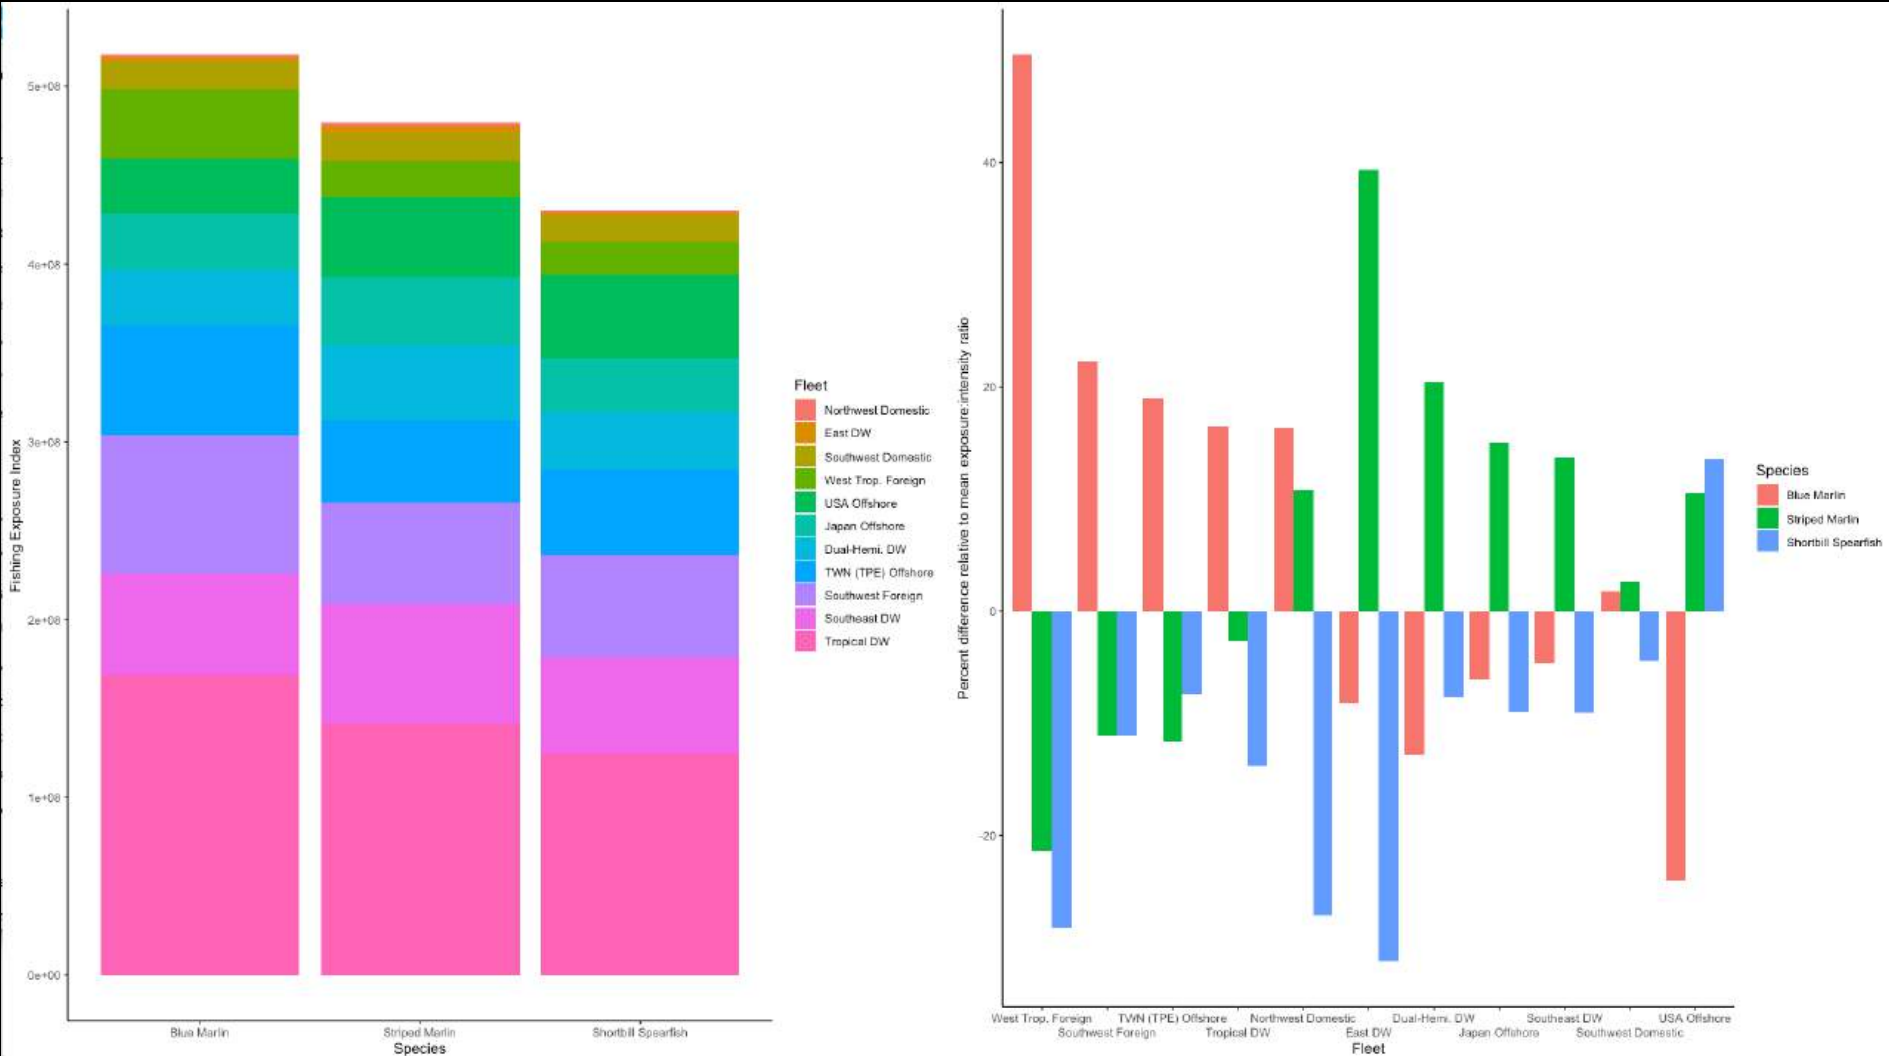 Fishing Exposure Index
5e+08
4e+08
3e+08
2e+08
1e+08
0e+00
Blue Marlin
Striped Marlin
Shortbill Spearfish
Species
Fleet
Northwest Domestic
East DW
Southwest Domestic
West Trop. Foreign
USA Offshore
Japan Offshore
Dual-Hemi. DW
TWN (TPE) Offshore
Southwest Foreign
Southeast DW
Tropical DW
Percent difference relative to mean exposure:intensity ratio
40
20
0
-20
West Trop. Foreign
Southwest Foreign
TWN (TPE) Offshore
Tropical DW
Northwest Domestic
East DW
Dual-Hemi. DW
Japan Offshore
Southeast DW
Southwest Domestic
USA Offshore
Fleet
Species
Blue Marlin
Striped Marlin
Shortbill Spearfish